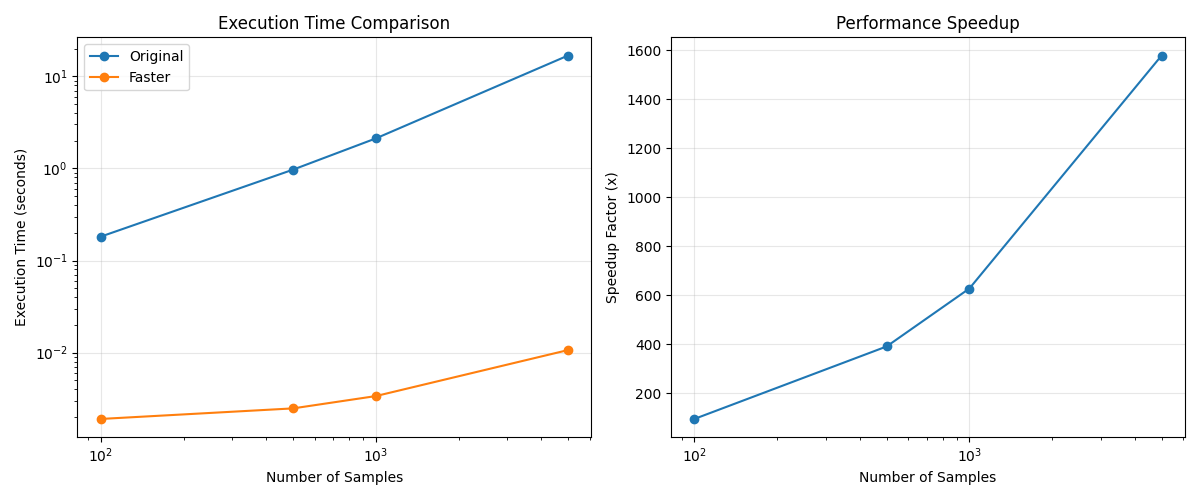 Execution Time Comparison
Original
Faster
10¹
10⁰
10⁻¹
10⁻²
Execution Time (seconds)
10² 10³
Number of Samples
Performance Speedup
1600
1400
1200
1000
800
600
400
200
Speedup Factor (x)
10² 10³
Number of Samples